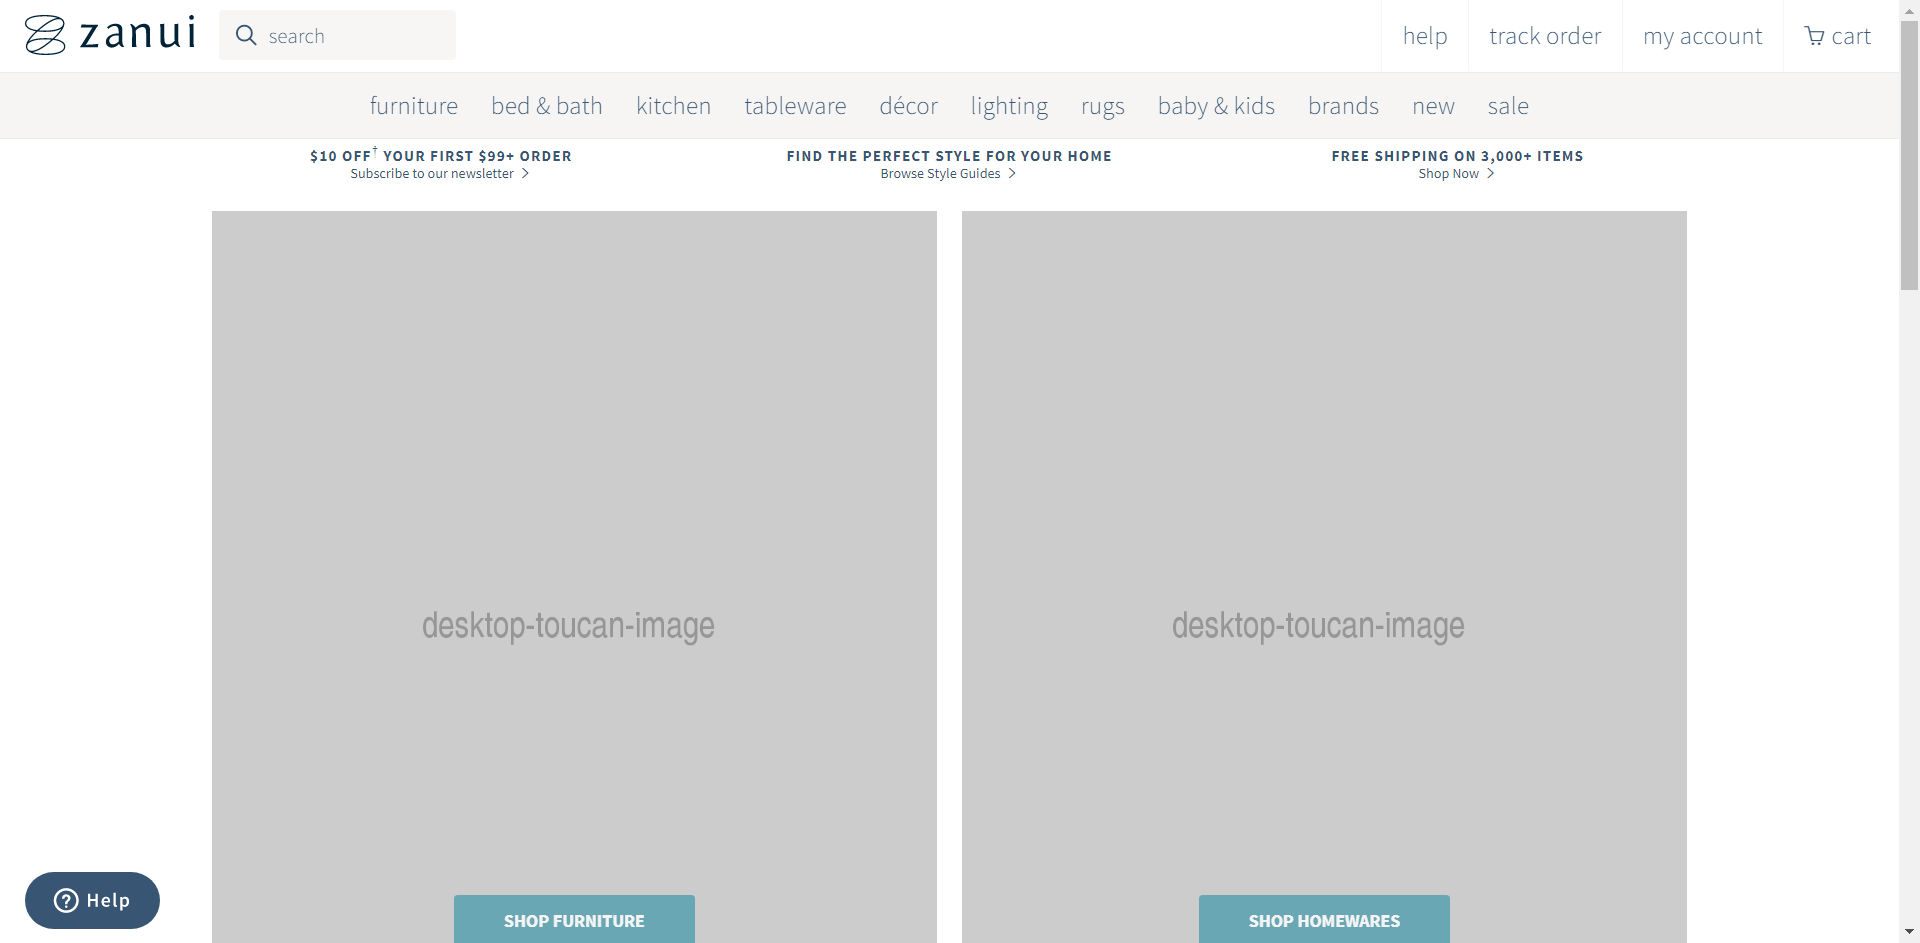 zanui
search
help
track order
my account
cart
furniture
bed & bath
kitchen
tableware
décor
lighting
rugs
baby & kids
brands
new
sale
$10 OFF† YOUR FIRST $99+ ORDER
Subscribe to our newsletter
FIND THE PERFECT STYLE FOR YOUR HOME
Browse Style Guides
FREE SHIPPING ON 3,000+ ITEMS
Shop Now
desktop-toucan-image
desktop-toucan-image
SHOP FURNITURE
SHOP HOMEWARES
Help